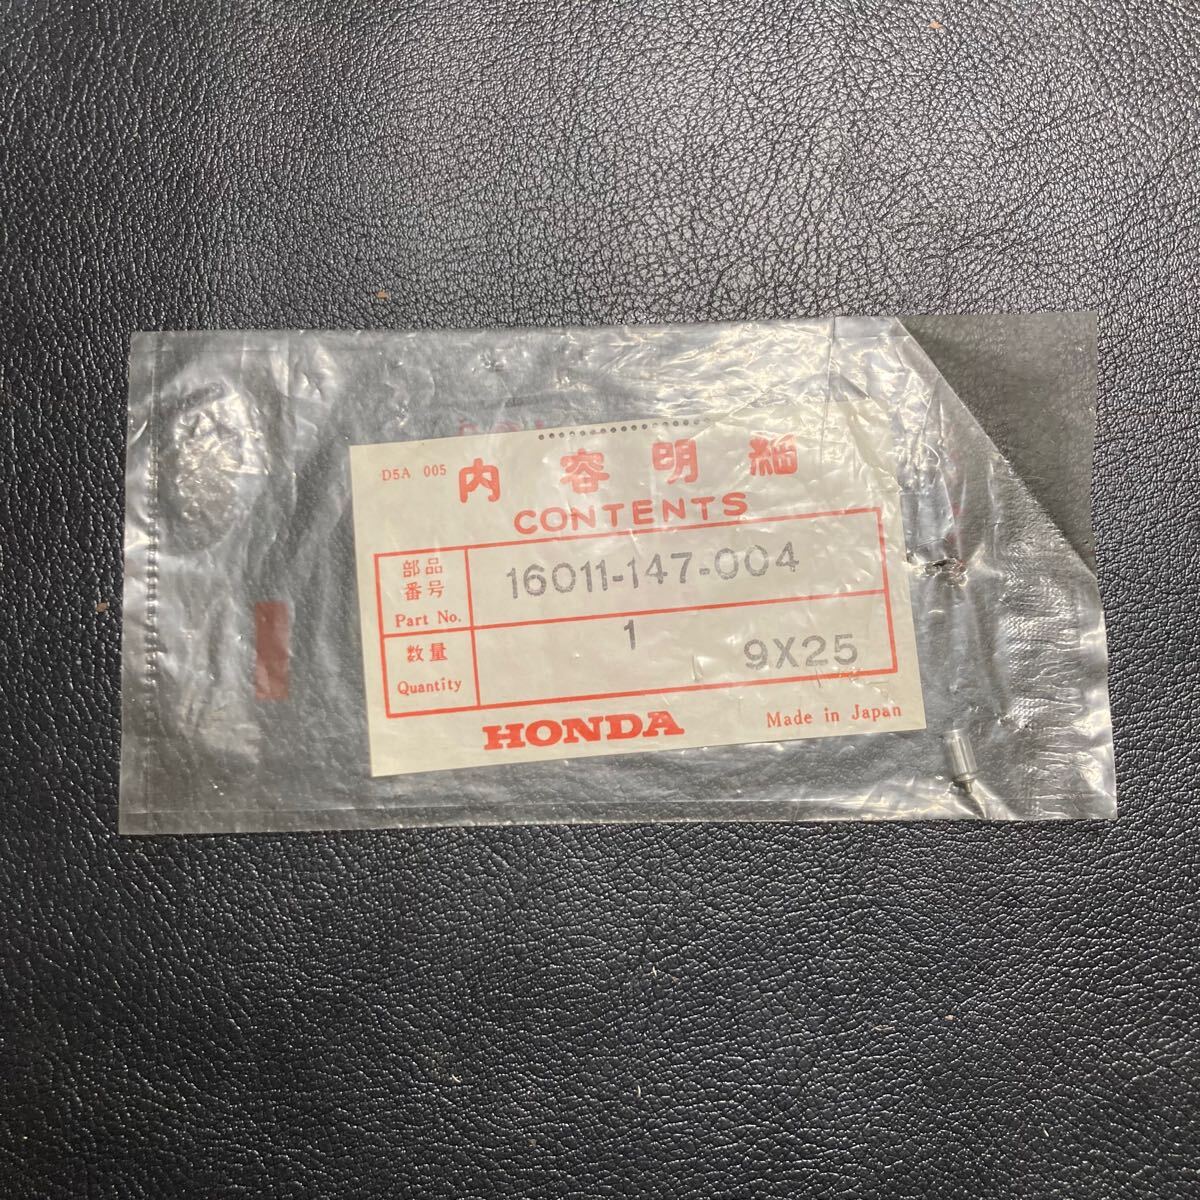 D5A 005
内容明細
CONTENTS
部品
番号
Part No.
16011-147-004
数量
Quantity
1
9X25
HONDA
Made in Japan